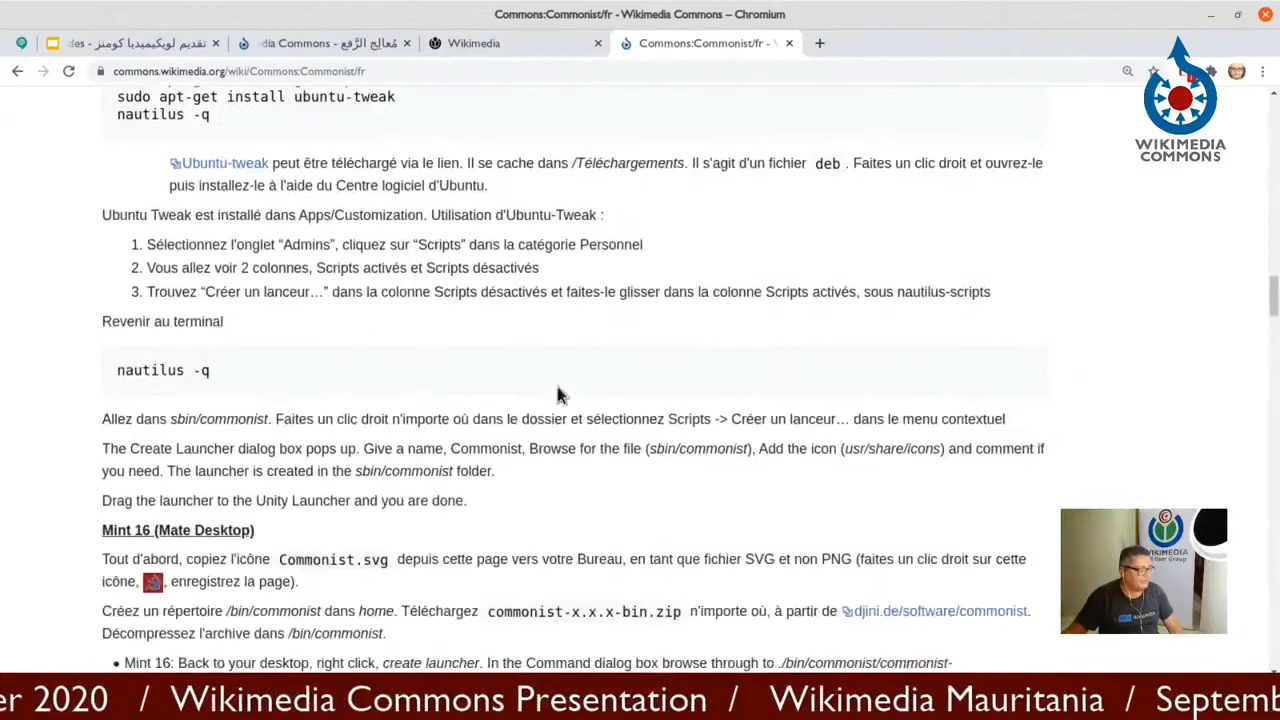 Commons:Commonist/fr - Wikimedia Commons – Chromium
تقديم لويكيميديا كومنز - des
مُعالِج الرَّفع - dia Commons
Wikimedia
Commons:Commonist/fr -
commons.wikimedia.org/wiki/Commons:Commonist/fr
WIKIMEDIA
COMMONS
sudo apt-get install ubuntu-tweak
nautilus -q
Ubuntu-tweak peut être téléchargé via le lien. Il se cache dans /Téléchargements. Il s'agit d'un fichier deb . Faites un clic droit et ouvrez-le
puis installez-le à l'aide du Centre logiciel d'Ubuntu.
Ubuntu Tweak est installé dans Apps/Customization. Utilisation d'Ubuntu-Tweak :
1. Sélectionnez l'onglet “Admins”, cliquez sur “Scripts” dans la catégorie Personnel
2. Vous allez voir 2 colonnes, Scripts activés et Scripts désactivés
3. Trouvez “Créer un lanceur…” dans la colonne Scripts désactivés et faites-le glisser dans la colonne Scripts activés, sous nautilus-scripts
Revenir au terminal
nautilus -q
Allez dans sbin/commonist. Faites un clic droit n'importe où dans le dossier et sélectionnez Scripts -> Créer un lanceur… dans le menu contextuel
The Create Launcher dialog box pops up. Give a name, Commonist, Browse for the file (sbin/commonist), Add the icon (usr/share/icons) and comment if
you need. The launcher is created in the sbin/commonist folder.
Drag the launcher to the Unity Launcher and you are done.
Mint 16 (Mate Desktop)
Tout d'abord, copiez l'icône Commonist.svg depuis cette page vers votre Bureau, en tant que fichier SVG et non PNG (faites un clic droit sur cette
icône, , enregistrez la page).
Créez un répertoire /bin/commonist dans home. Téléchargez commonist-x.x.x-bin.zip n'importe où, à partir de djini.de/software/commonist.
Décompressez l'archive dans /bin/commonist.
• Mint 16: Back to your desktop, right click, create launcher. In the Command dialog box browse through to ./bin/commonist/commonist-
WIKIMEDIA
User Group
er 2020 / Wikimedia Commons Presentation / Wikimedia Mauritania / Septemb